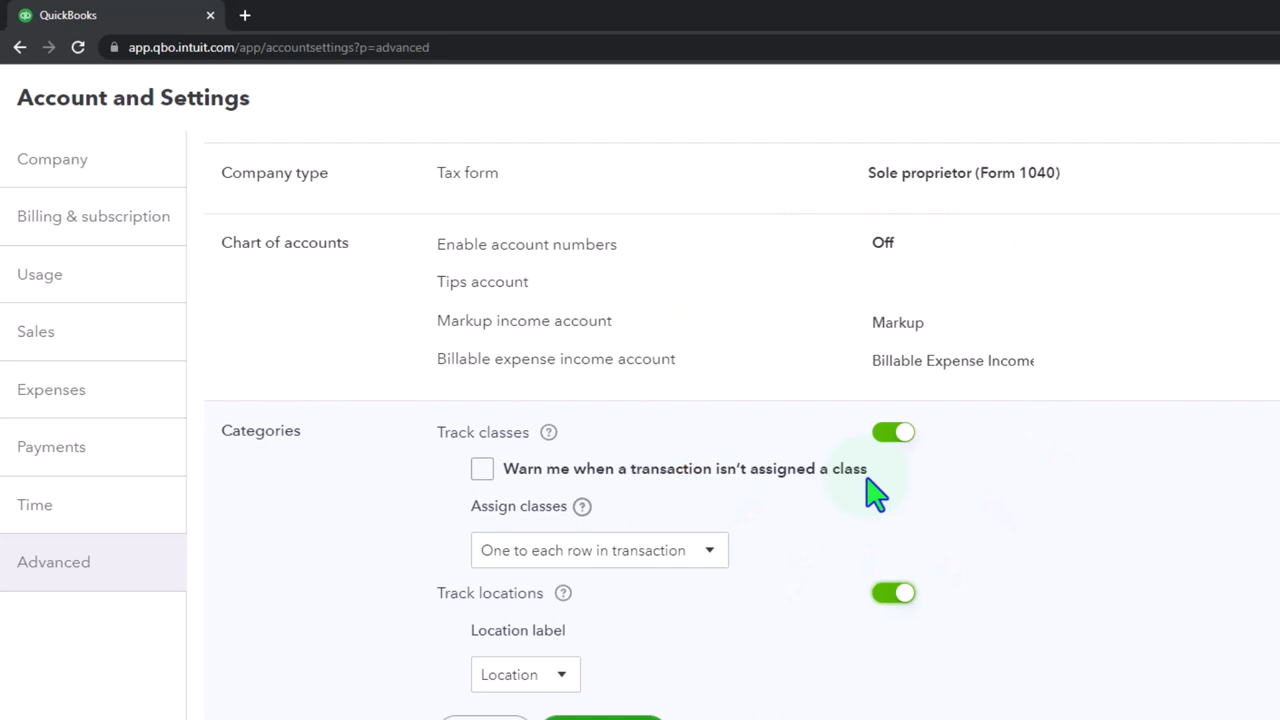 QuickBooks
app.qbo.intuit.com/app/accountsettings?p=advanced
Account and Settings
Company
Billing & subscription
Usage
Sales
Expenses
Payments
Time
Advanced
Company type Tax form Sole proprietor (Form 1040)
Chart of accounts Enable account numbers Off
Tips account
Markup income account Markup
Billable expense income account Billable Expense Income
Categories Track classes ?
Warn me when a transaction isn't assigned a class
Assign classes ?
One to each row in transaction
Track locations ?
Location label
Location